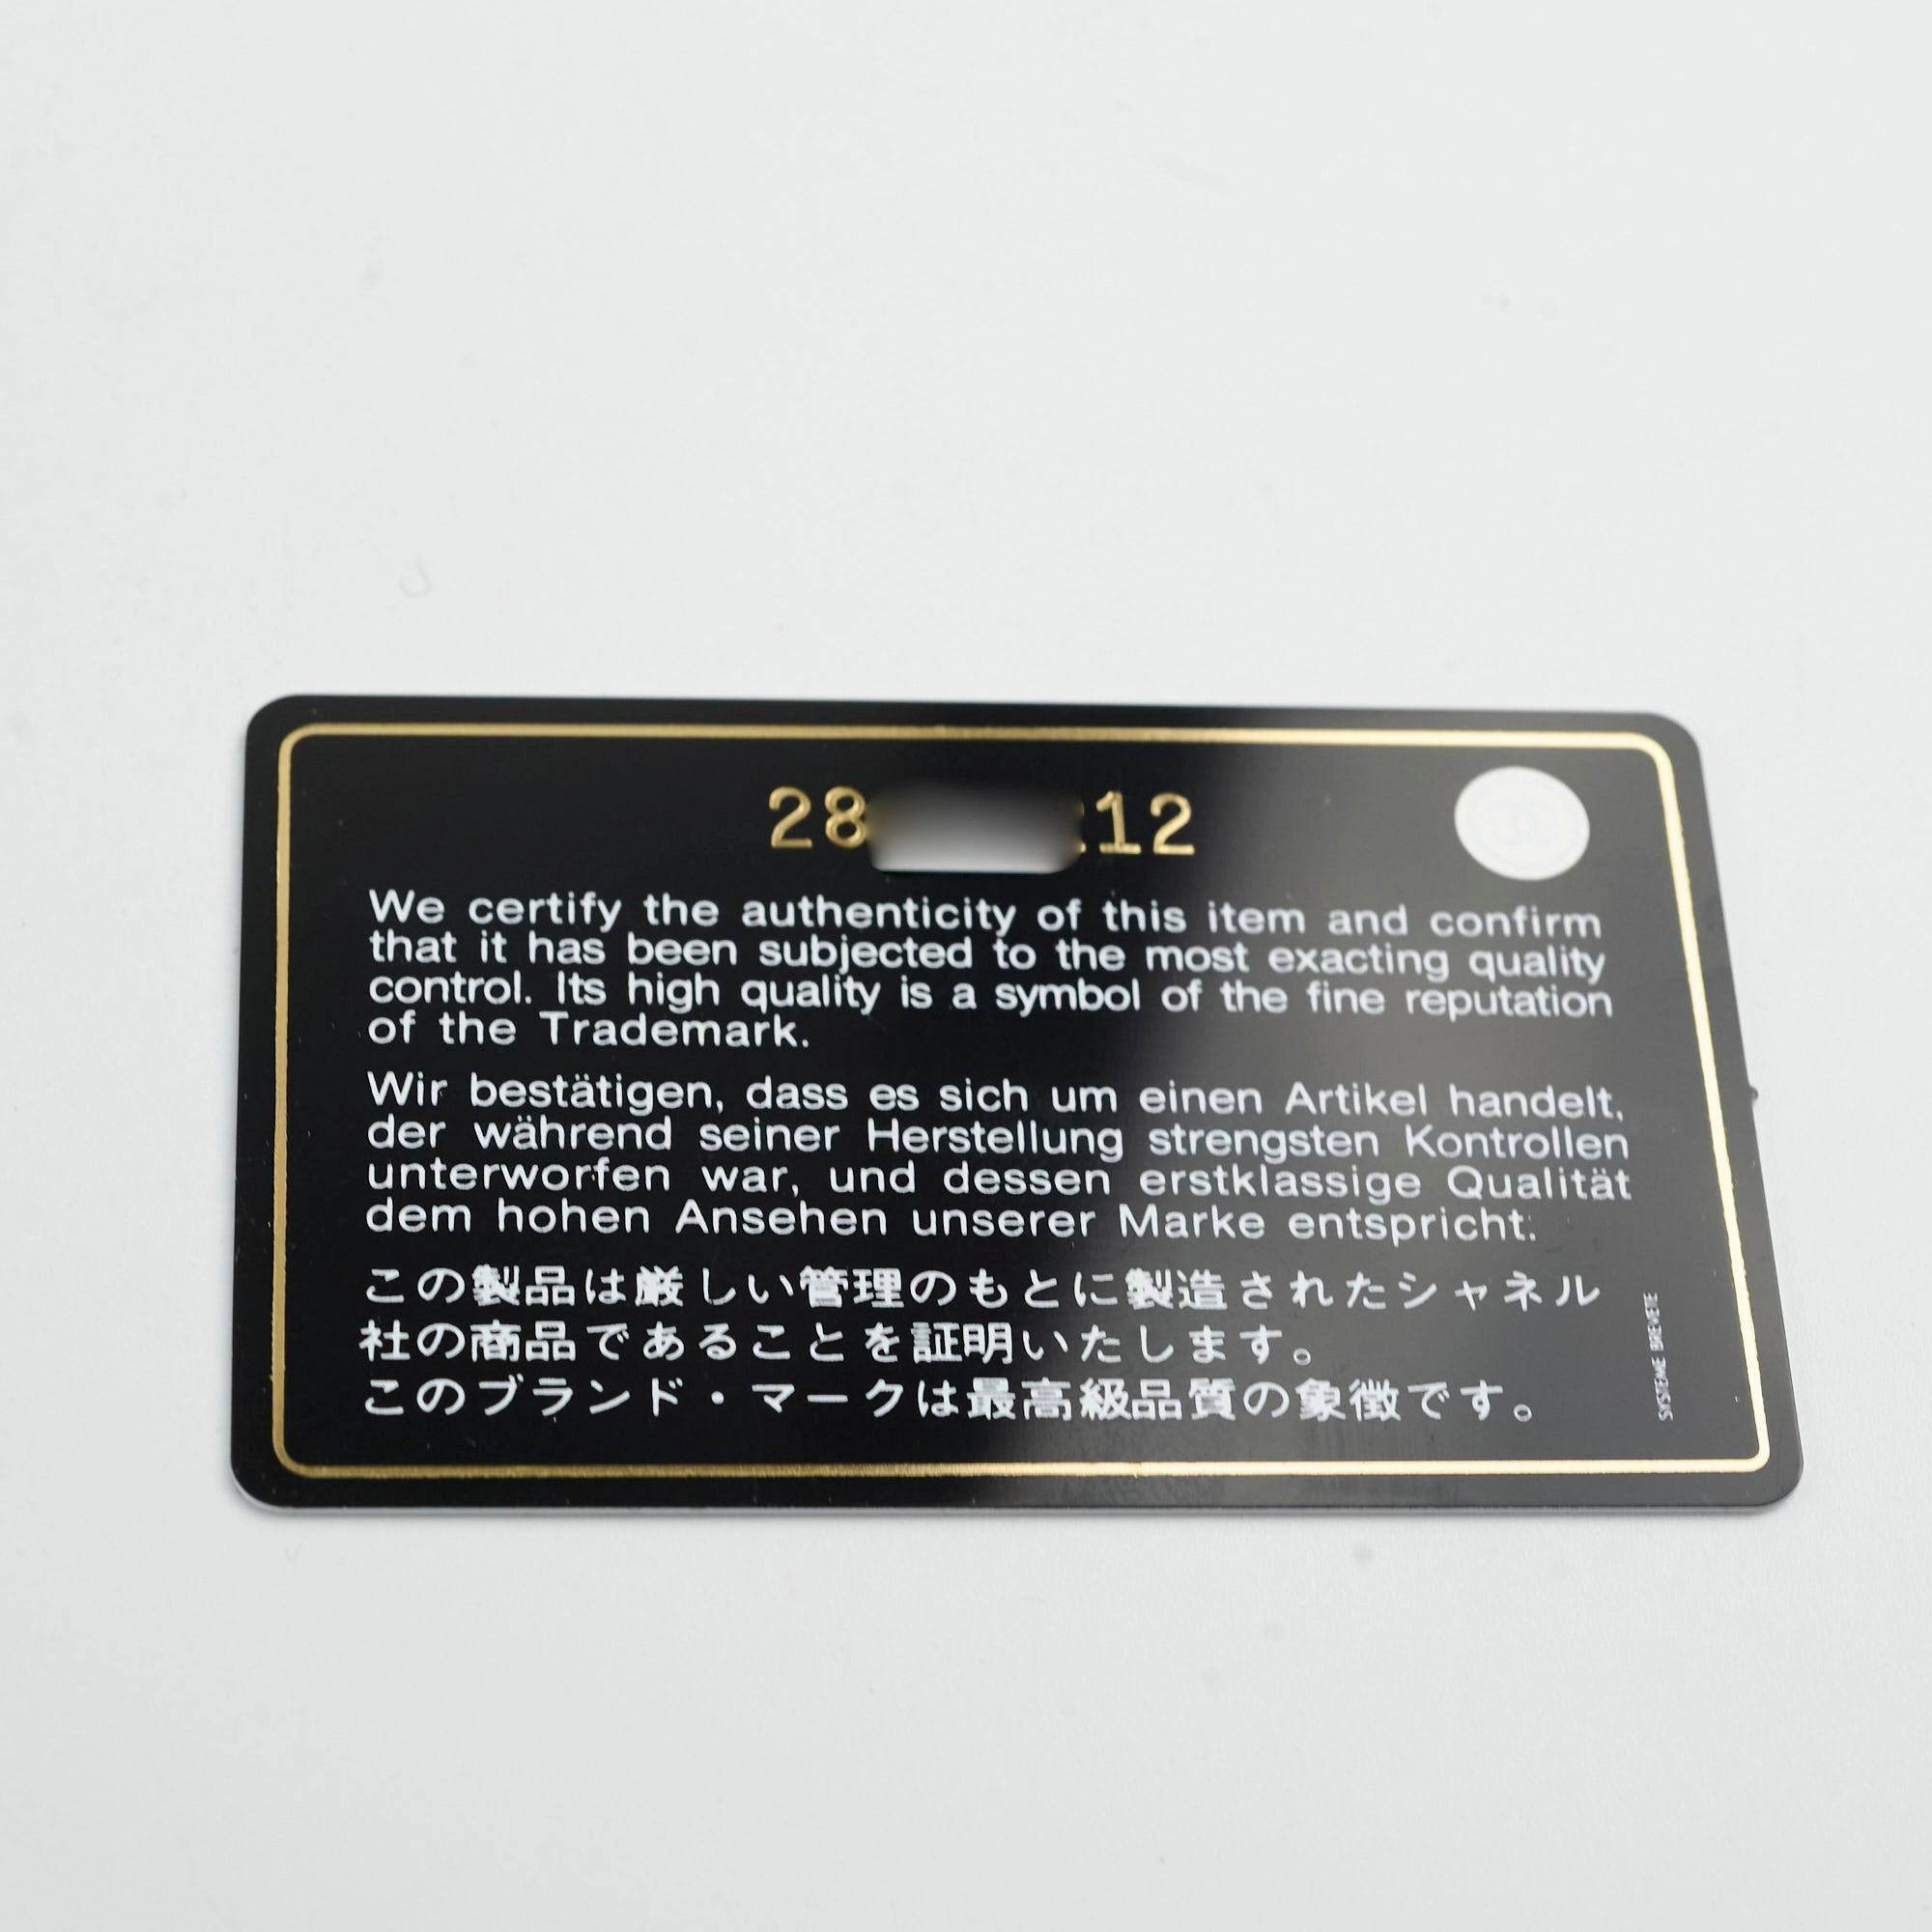 28 12
We certify the authenticity of this item and confirm
that it has been subjected to the most exacting quality
control. Its high quality is a symbol of the fine reputation
of the Trademark.
Wir bestätigen, dass es sich um einen Artikel handelt,
der während seiner Herstellung strengsten Kontrollen
unterworfen war, und dessen erstklassige Qualität
dem hohen Ansehen unserer Marke entspricht.
この製品は厳しい管理のもとに製造されたシャネル
社の商品であることを証明いたします。
このブランド・マークは最高級品質の象徴です。
SYSTEME BREVETE